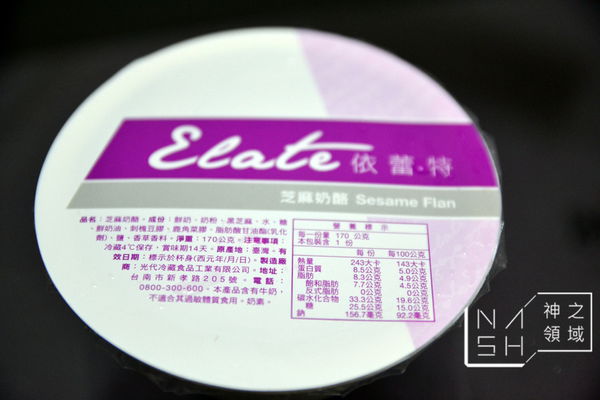 Elate 依蕾·特
芝麻奶酪 Sesame Flan
品名:芝麻奶酪。成份:鮮奶、奶粉、黑芝麻、水、糖
、鮮奶油、刺槐豆膠、鹿角菜膠、脂肪酸甘油酯(乳化
劑)、鹽、香草香料。淨重:170公克。注意事項:
冷藏4℃保存,賞味期14天。原產地:臺灣。有
效日期:標示於杯身(西元年/月/日)。製造廠
商:光代冷藏食品工業有限公司。地址:
台南市新孝路205號。電話:
0800-300-600。本產品含有牛奶,
不適合其過敏體質食用。奶素。
營養標示
每一份量 170 公克
本包裝含 1 份
每份 每100公克
熱量 243大卡 143大卡
蛋白質 8.5公克 5.0公克
脂肪 8.3公克 4.9公克
飽和脂肪 7.7公克 4.5公克
反式脂肪 0公克 0公克
碳水化合物 33.3公克 19.6公克
糖 25.5公克 15.0公克
鈉 156.7毫克 92.2毫克
NASH 神之領域